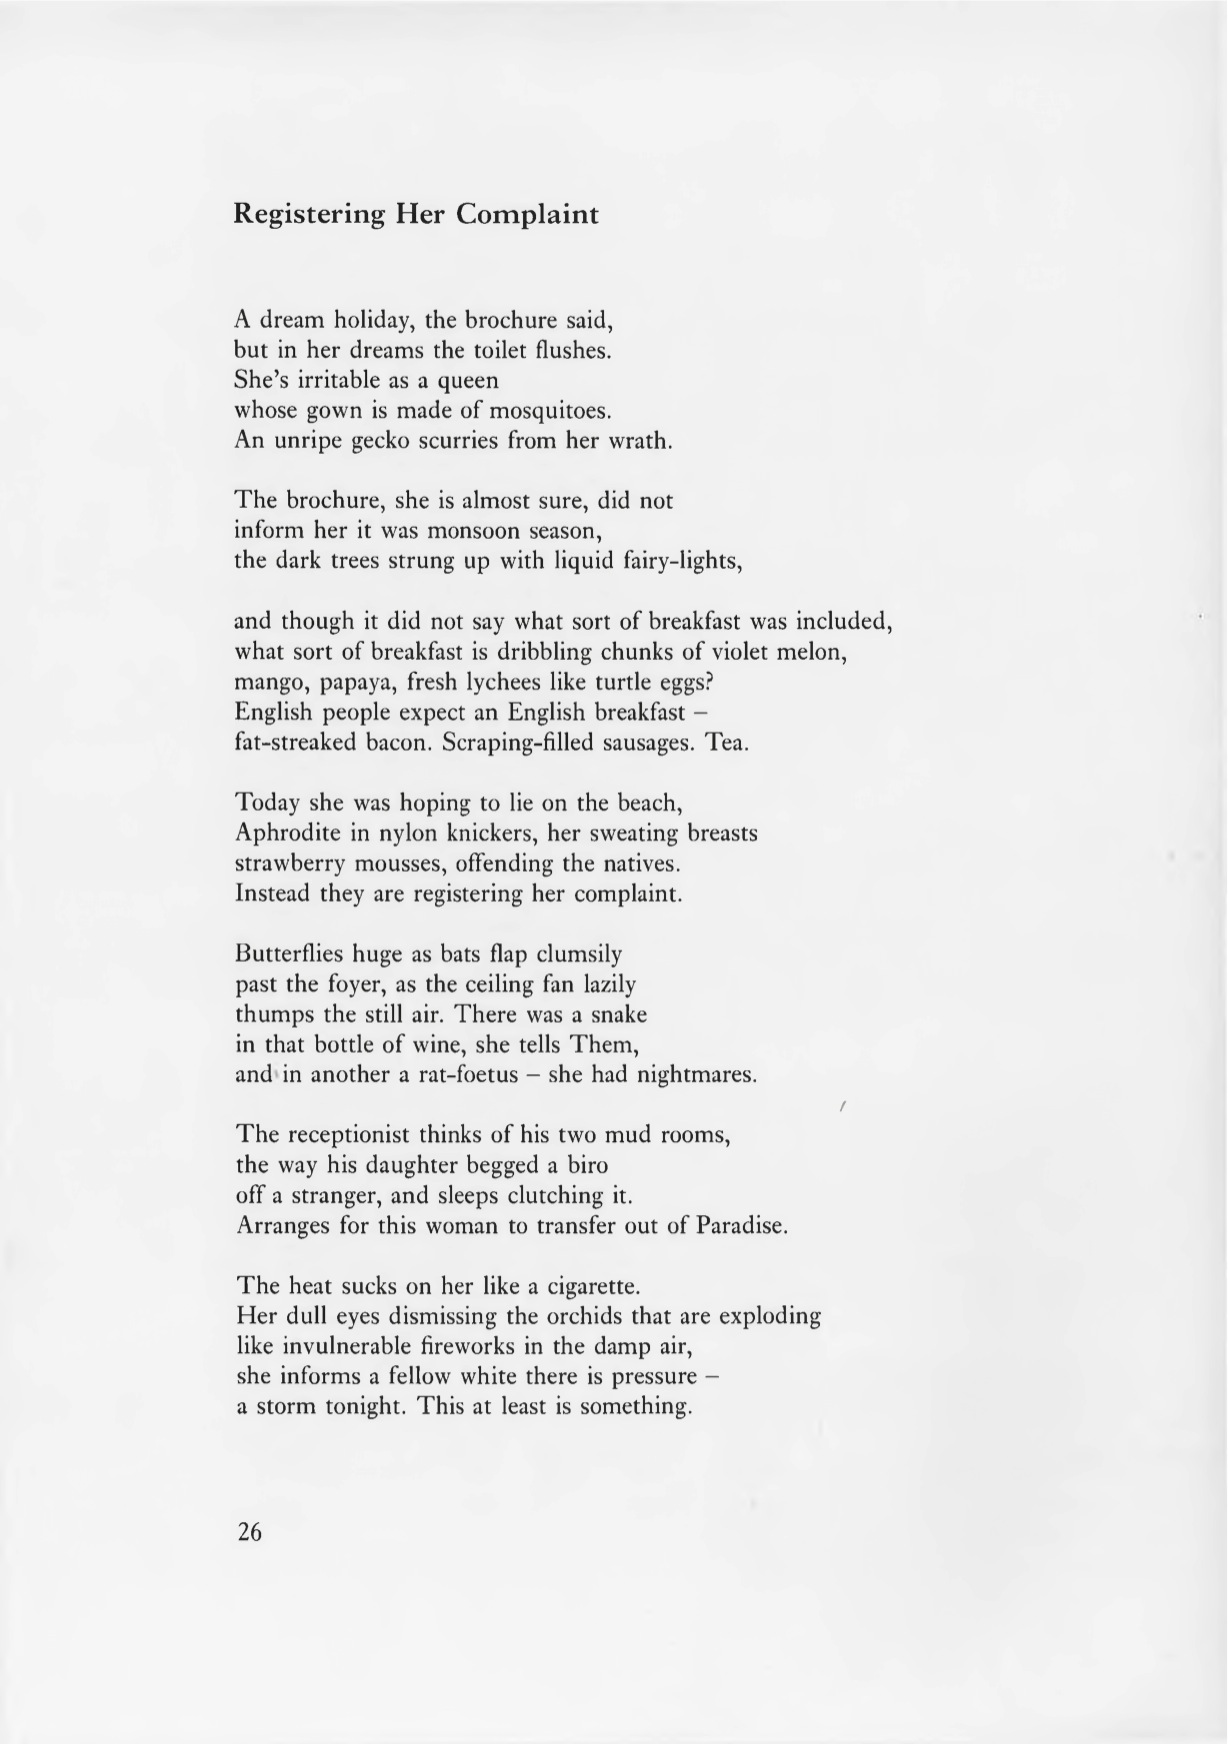 Registering Her Complaint
A dream holiday, the brochure said,
but in her dreams the toilet flushes.
She's irritable as a queen
whose gown is made of mosquitoes.
An unripe gecko scurries from her wrath.
The brochure, she is almost sure, did not
inform her it was monsoon season,
the dark trees strung up with liquid fairy-lights,
and though it did not say what sort of breakfast was included,
what sort of breakfast is dribbling chunks of violet melon,
mango, papaya, fresh lychees like turtle eggs?
English people expect an English breakfast –
fat-streaked bacon. Scraping-filled sausages. Tea.
Today she was hoping to lie on the beach,
Aphrodite in nylon knickers, her sweating breasts
strawberry mousses, offending the natives.
Instead they are registering her complaint.
Butterflies huge as bats flap clumsily
past the foyer, as the ceiling fan lazily
thumps the still air. There was a snake
in that bottle of wine, she tells Them,
and in another a rat-foetus – she had nightmares.
The receptionist thinks of his two mud rooms,
the way his daughter begged a biro
off a stranger, and sleeps clutching it.
Arranges for this woman to transfer out of Paradise.
The heat sucks on her like a cigarette.
Her dull eyes dismissing the orchids that are exploding
like invulnerable fireworks in the damp air,
she informs a fellow white there is pressure –
a storm tonight. This at least is something.
26